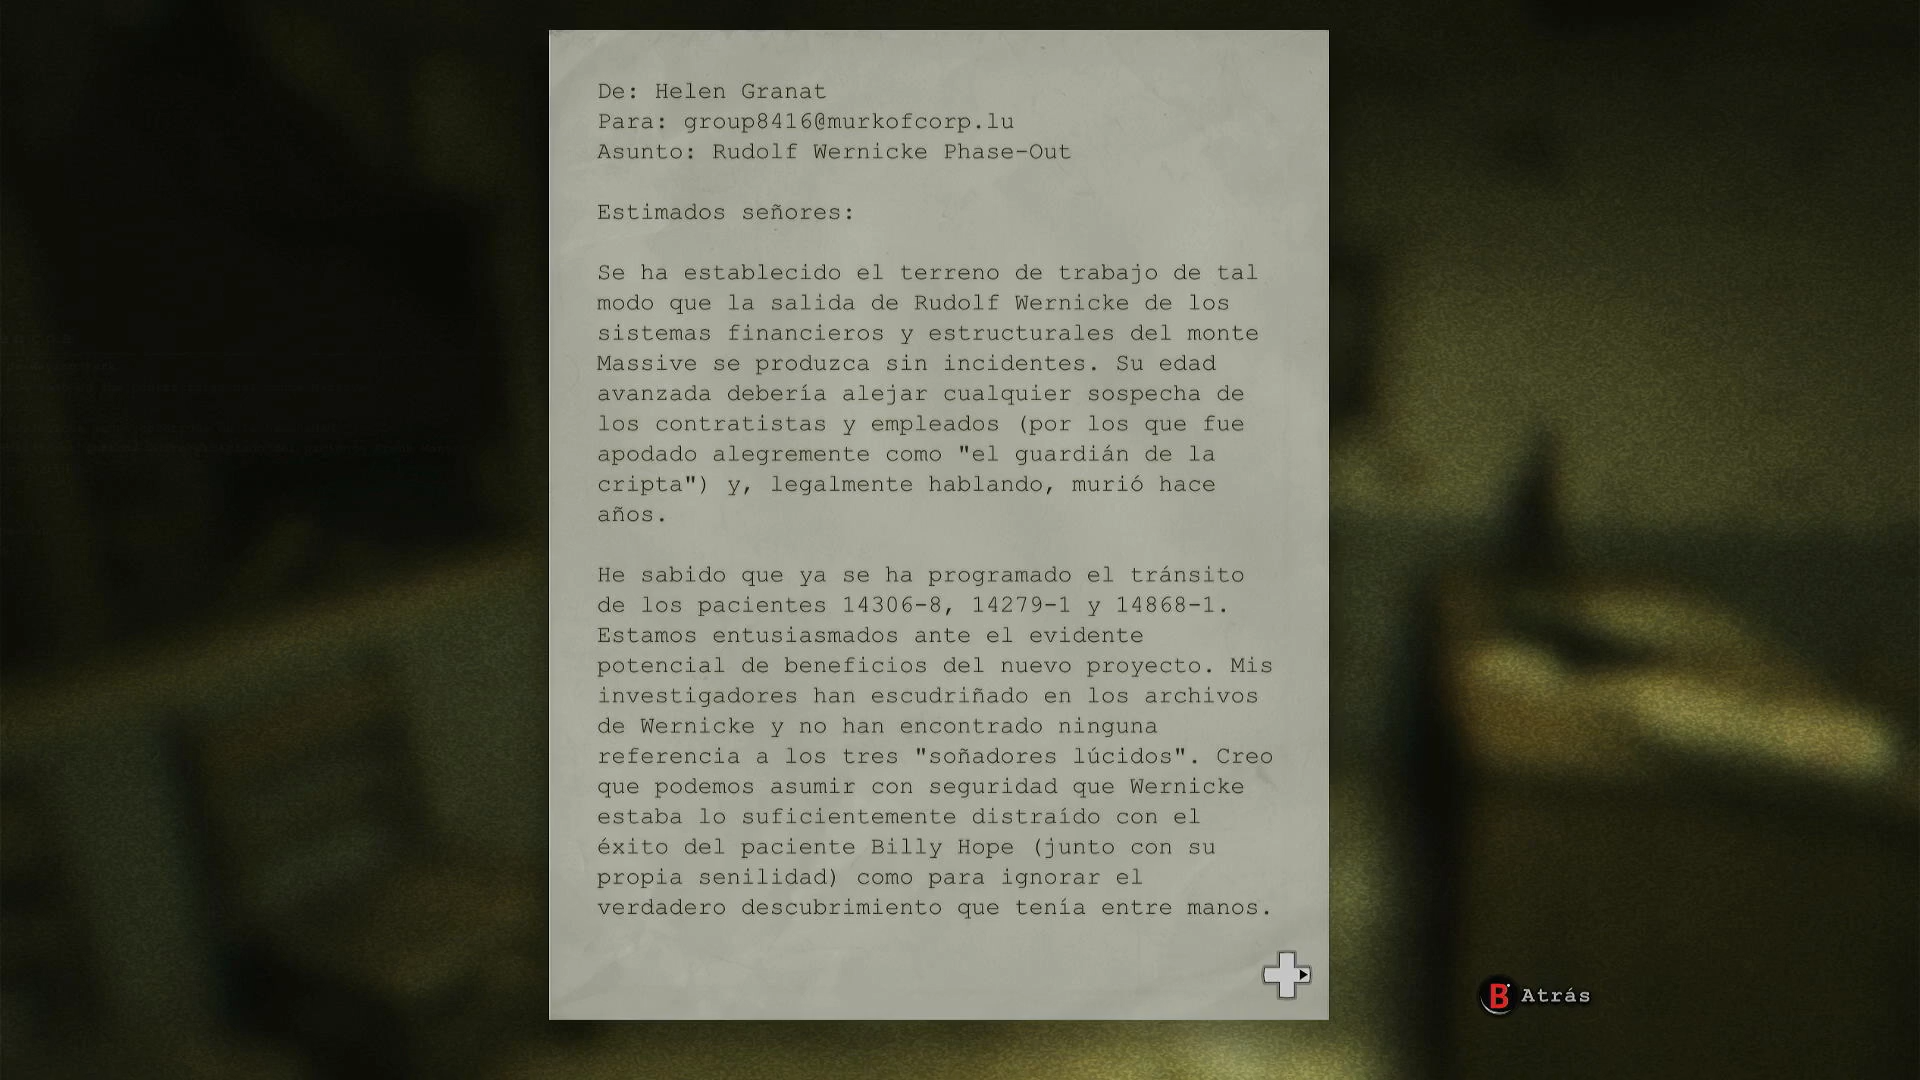 De: Helen Granat
Para: group8416@murkofcorp.lu
Asunto: Rudolf Wernicke Phase-Out
Estimados señores:
Se ha establecido el terreno de trabajo de tal
modo que la salida de Rudolf Wernicke de los
sistemas financieros y estructurales del monte
Massive se produzca sin incidentes. Su edad
avanzada debería alejar cualquier sospecha de
los contratistas y empleados (por los que fue
apodado alegremente como "el guardián de la
cripta") y, legalmente hablando, murió hace
años.
He sabido que ya se ha programado el tránsito
de los pacientes 14306-8, 14279-1 y 14868-1.
Estamos entusiasmados ante el evidente
potencial de beneficios del nuevo proyecto. Mis
investigadores han escudriñado en los archivos
de Wernicke y no han encontrado ninguna
referencia a los tres "soñadores lúcidos". Creo
que podemos asumir con seguridad que Wernicke
estaba lo suficientemente distraído con el
éxito del paciente Billy Hope (junto con su
propia senilidad) como para ignorar el
verdadero descubrimiento que tenía entre manos.
B Atrás